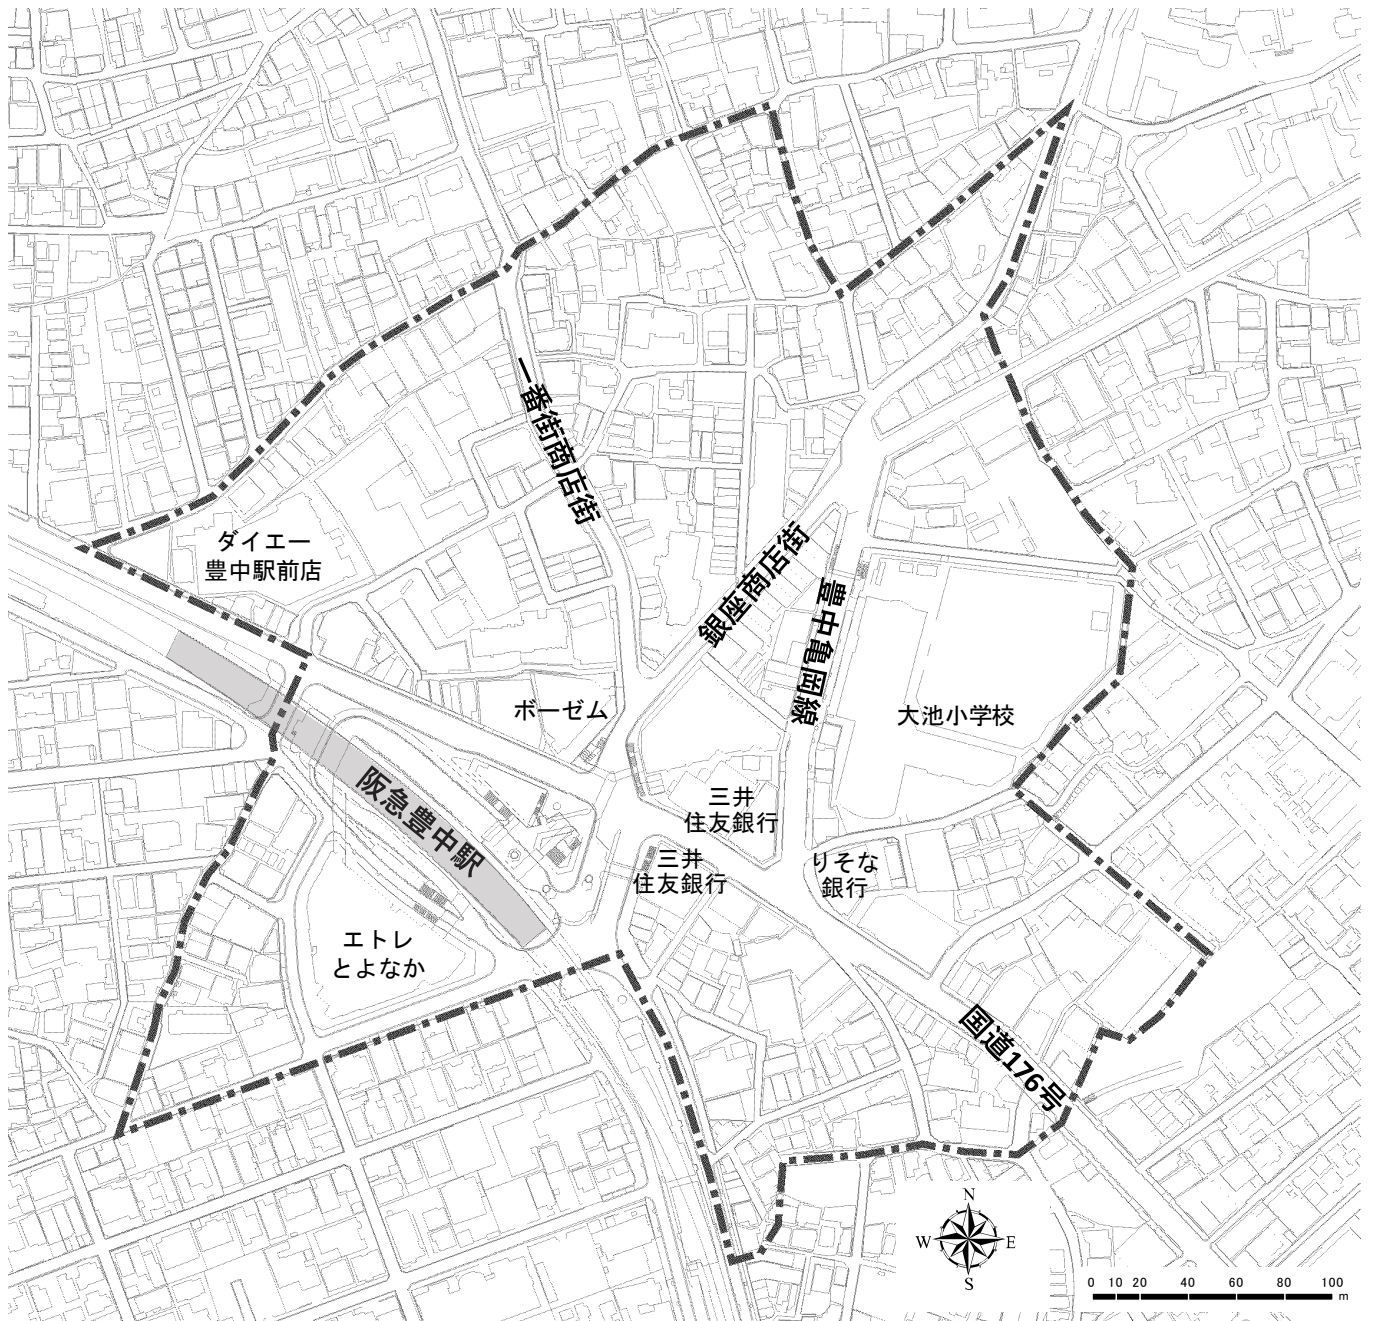 一番街商店街
ダイエー
豊中駅前店
銀座商店街
豊中亀岡線
ボーゼム
大池小学校
阪急豊中駅
三井
住友銀行
三井
住友銀行
りそな
銀行
エトレ
とよなか
国道176号
N
W E
S
0 10 20 40 60 80 100
m